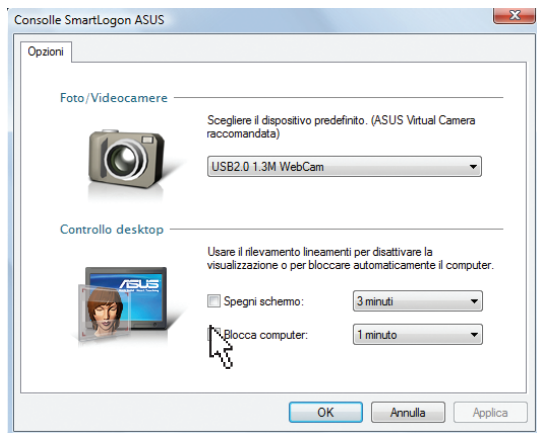 Consolle SmartLogon ASUS
Opzioni
Foto/Videocamere
Scegliere il dispositivo predefinito. (ASUS Virtual Camera
raccomandata)
USB2.0 1.3M WebCam
Controllo desktop
Usare il rilevamento lineamenti per disattivare la
visualizzazione o per bloccare automaticamente il computer.
ASUS
Spegni schermo: 3 minuti
Blocca computer: 1 minuto
OK Annulla Applica